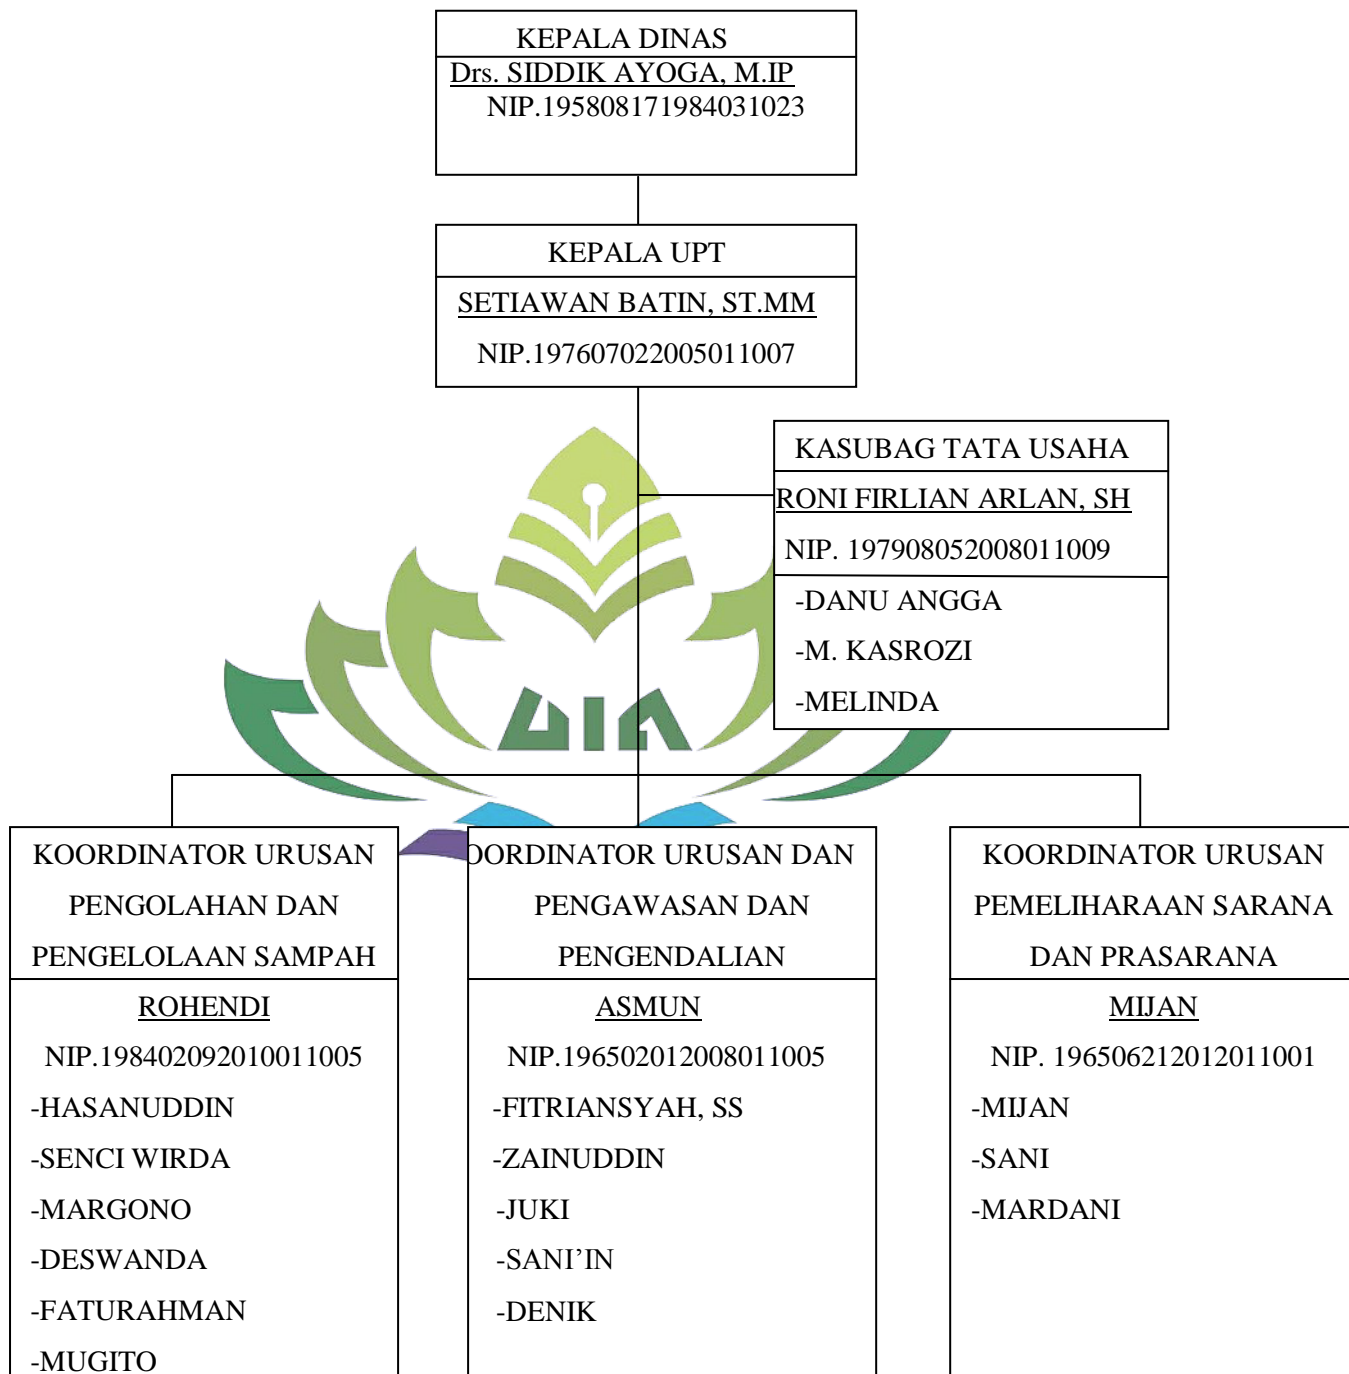 KEPALA DINAS
Drs. SIDDIK AYOGA, M.IP
NIP.195808171984031023
KEPALA UPT
SETIAWAN BATIN, ST.MM
NIP.197607022005011007
KASUBAG TATA USAHA
RONI FIRLIAN ARLAN, SH
NIP. 197908052008011009
-DANU ANGGA
-M. KASROZI
-MELINDA
KOORDINATOR URUSAN
PENGOLAHAN DAN
PENGELOLAAN SAMPAH
ROHENDI
NIP.198402092010011005
-HASANUDDIN
-SENCI WIRDA
-MARGONO
-DESWANDA
-FATURAHMAN
-MUGITO
OORDINATOR URUSAN DAN
PENGAWASAN DAN
PENGENDALIAN
ASMUN
NIP.196502012008011005
-FITRIANSYAH, SS
-ZAINUDDIN
-JUKI
-SANI’IN
-DENIK
KOORDINATOR URUSAN
PEMELIHARAAN SARANA
DAN PRASARANA
MIJAN
NIP. 196506212012011001
-MIJAN
-SANI
-MARDANI